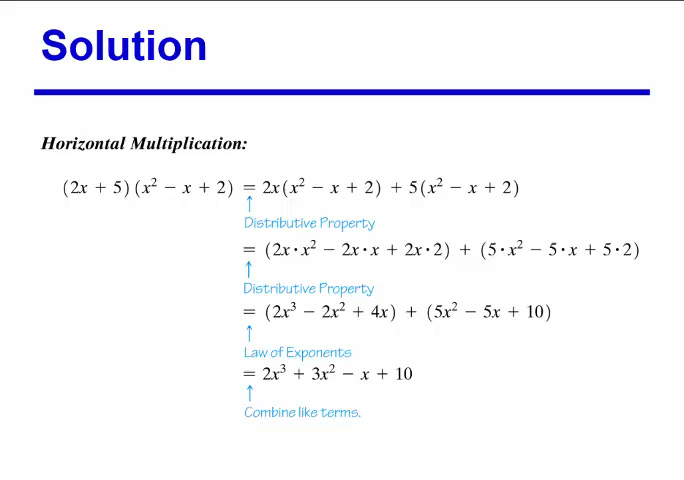 Solution
Horizontal Multiplication:
(2x + 5)(x² − x + 2) = 2x(x² − x + 2) + 5(x² − x + 2)
↑
Distributive Property
= (2x • x² − 2x • x + 2x • 2) + (5 • x² − 5 • x + 5 • 2)
↑
Distributive Property
= (2x³ − 2x² + 4x) + (5x² − 5x + 10)
↑
Law of Exponents
= 2x³ + 3x² − x + 10
↑
Combine like terms.